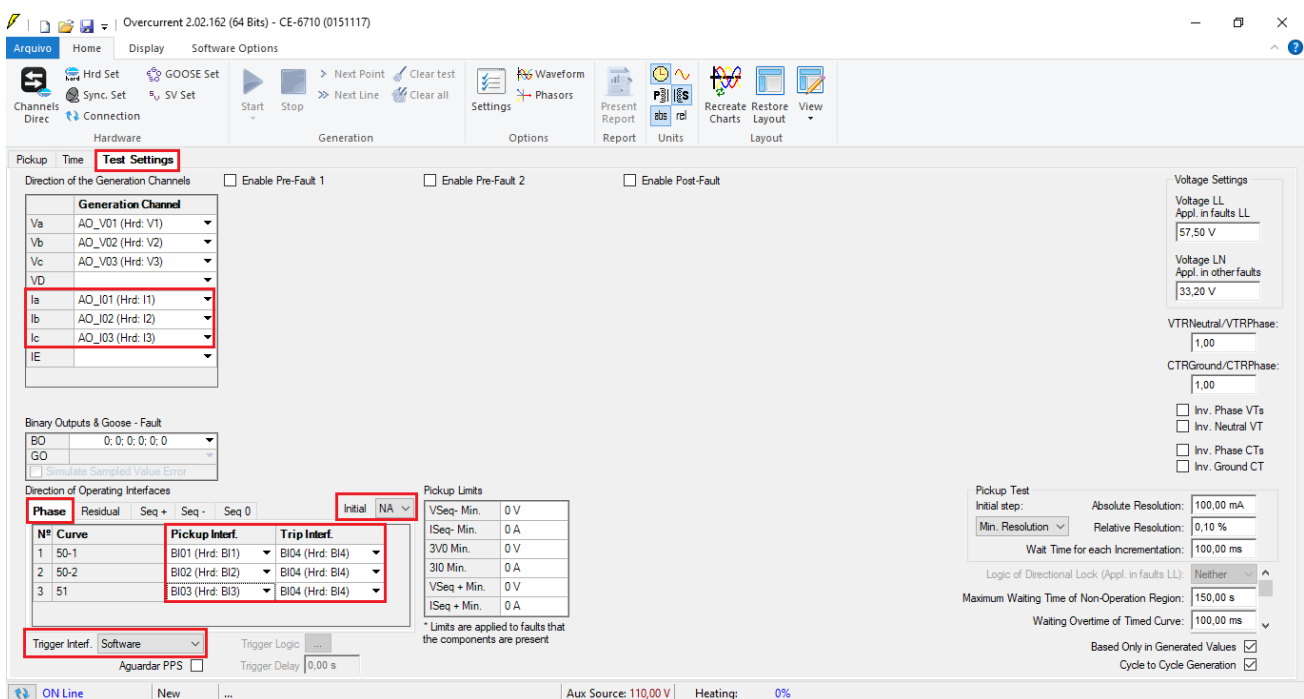 Overcurrent 2.02.162 (64 Bits) - CE-6710 (0151117)
Arquivo Home Display Software Options
Hrd Set GOOSE Set
Sync. Set SV Set
Connection
Channels Direc
Hardware
Start Stop
Next Point Clear test
Next Line Clear all
Generation
Settings
Waveform
Phasors
Options
Present Report
Report
abs rel
Units
Recreate Charts
Restore Layout
View
Layout
Pickup Time Test Settings
Direction of the Generation Channels
Enable Pre-Fault 1
Enable Pre-Fault 2
Enable Post-Fault
Generation Channel
Va AO_V01 (Hrd: V1)
Vb AO_V02 (Hrd: V2)
Vc AO_V03 (Hrd: V3)
VD
Ia AO_I01 (Hrd: I1)
Ib AO_I02 (Hrd: I2)
Ic AO_I03 (Hrd: I3)
IE
Voltage Settings
Voltage LL
Appl. in faults LL
57,50 V
Voltage LN
Appl. in other faults
33,20 V
VTRNeutral/VTRPhase:
1,00
CTRGround/CTRPhase:
1,00
Inv. Phase VTs
Inv. Neutral VT
Inv. Phase CTs
Inv. Ground CT
Binary Outputs & Goose - Fault
BO 0; 0; 0; 0; 0; 0
GO
Simulate Sampled Value Error
Direction of Operating Interfaces
Phase Residual Seq + Seq - Seq 0
Initial NA
Nº Curve Pickup Interf. Trip Interf.
1 50-1 BI01 (Hrd: BI1) BI04 (Hrd: BI4)
2 50-2 BI02 (Hrd: BI2) BI04 (Hrd: BI4)
3 51 BI03 (Hrd: BI3) BI04 (Hrd: BI4)
Trigger Interf. Software
Trigger Logic ...
Aguardar PPS
Trigger Delay 0,00 s
Pickup Limits
VSeq- Min. 0 V
ISeq- Min. 0 A
3V0 Min. 0 V
3I0 Min. 0 A
VSeq + Min. 0 V
ISeq + Min. 0 A
* Limits are applied to faults that
the components are present
Pickup Test
Initial step:
Min. Resolution
Absolute Resolution: 100,00 mA
Relative Resolution: 0,10 %
Wait Time for each Incrementation: 100,00 ms
Logic of Directional Lock (Appl. in faults LL): Neither
Maximum Waiting Time of Non-Operation Region: 150,00 s
Waiting Overtime of Timed Curve: 100,00 ms
Based Only in Generated Values
Cycle to Cycle Generation
ON Line New ... Aux Source: 110,00 V Heating: 0%